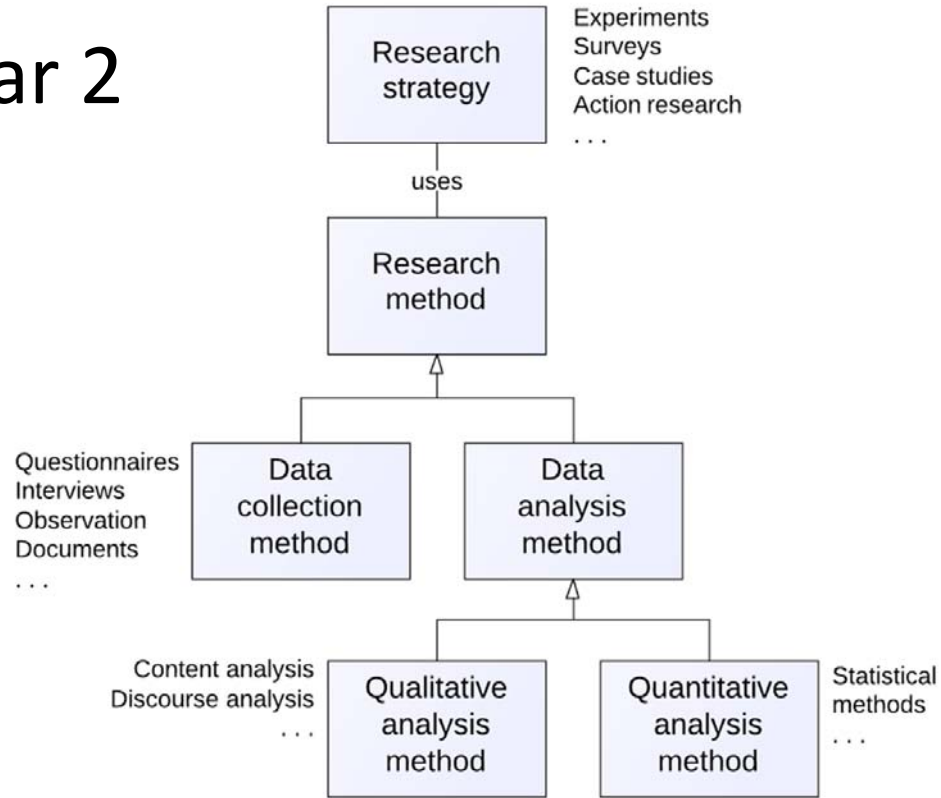 ar 2
Research
strategy
Experiments
Surveys
Case studies
Action research
. . .
uses
Research
method
Questionnaires
Interviews
Observation
Documents
. . .
Data
collection
method
Data
analysis
method
Content analysis
Discourse analysis
. . .
Qualitative
analysis
method
Quantitative
analysis
method
Statistical
methods
. . .